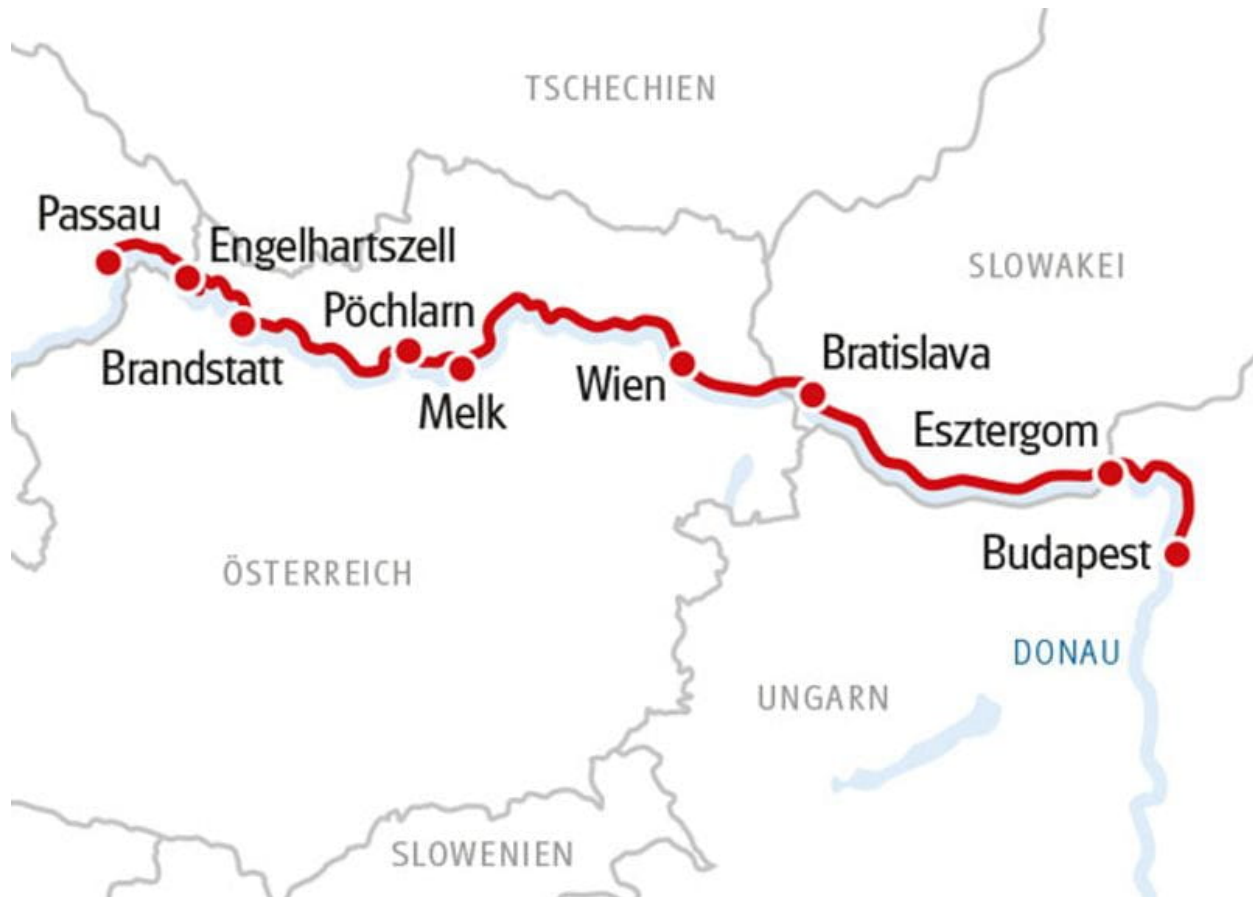 TSCHECHIEN
Passau
Engelhartszell
SLOWAKEI
Pöchlarn
Brandstatt
Bratislava
Wien
Melk
Esztergom
Budapest
ÖSTERREICH
DONAU
UNGARN
SLOWENIEN